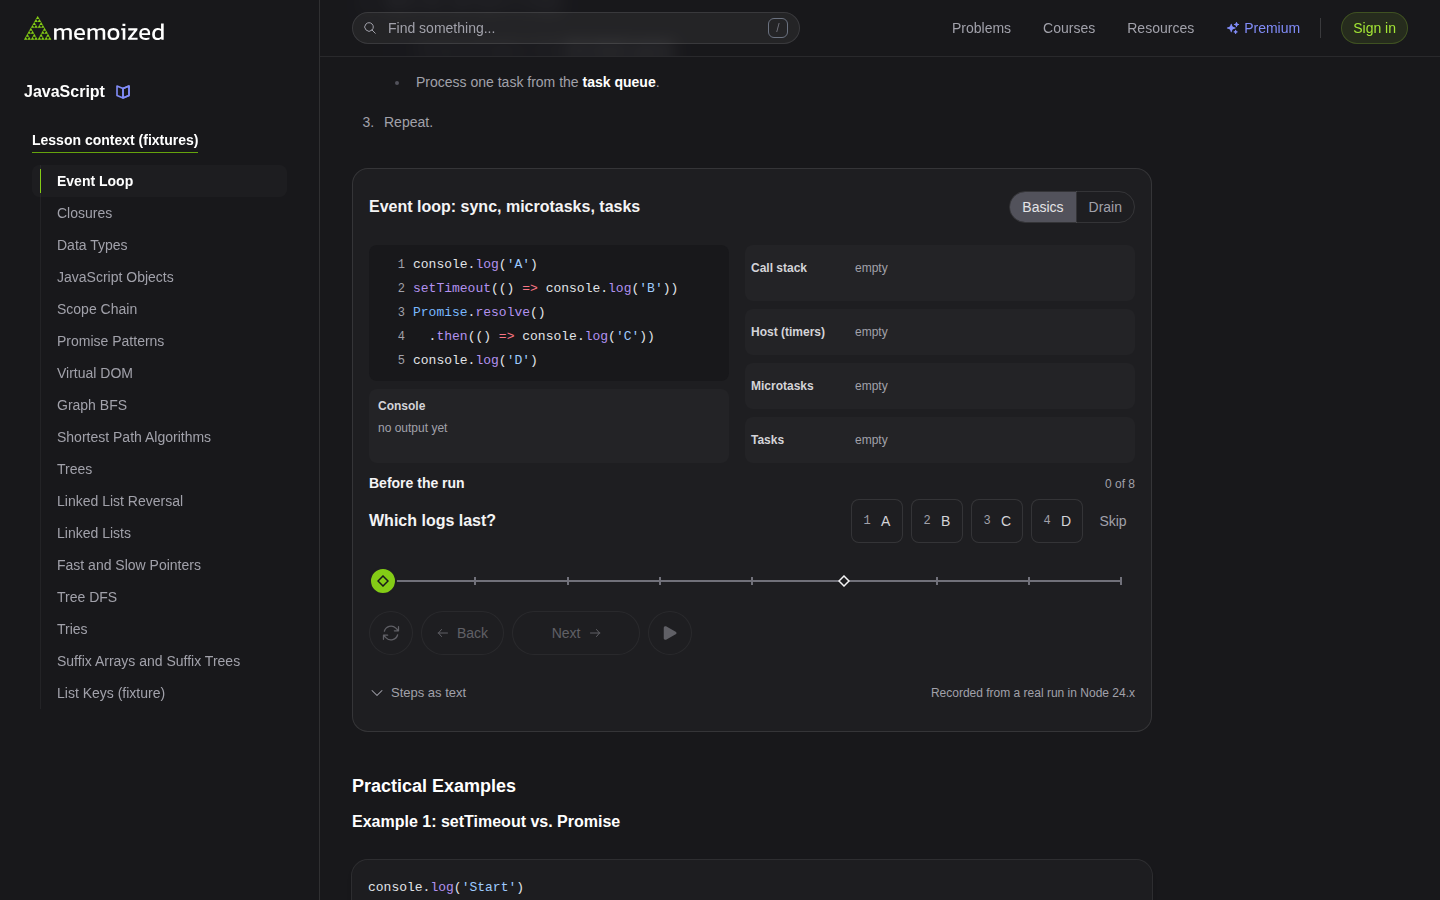 memoized
Find something...
/
Problems
Courses
Resources
Premium
Sign in
JavaScript
Lesson context (fixtures)
Event Loop
Closures
Data Types
JavaScript Objects
Scope Chain
Promise Patterns
Virtual DOM
Graph BFS
Shortest Path Algorithms
Trees
Linked List Reversal
Linked Lists
Fast and Slow Pointers
Tree DFS
Tries
Suffix Arrays and Suffix Trees
List Keys (fixture)
• Process one task from the task queue.
3. Repeat.
Event loop: sync, microtasks, tasks
Basics
Drain
1 console.log('A')
2 setTimeout(() => console.log('B'))
3 Promise.resolve()
4   .then(() => console.log('C'))
5 console.log('D')
Console
no output yet
Call stack empty
Host (timers) empty
Microtasks empty
Tasks empty
Before the run
0 of 8
Which logs last?
1 A
2 B
3 C
4 D
Skip
Back
Next
Steps as text
Recorded from a real run in Node 24.x
Practical Examples
Example 1: setTimeout vs. Promise
console.log('Start')